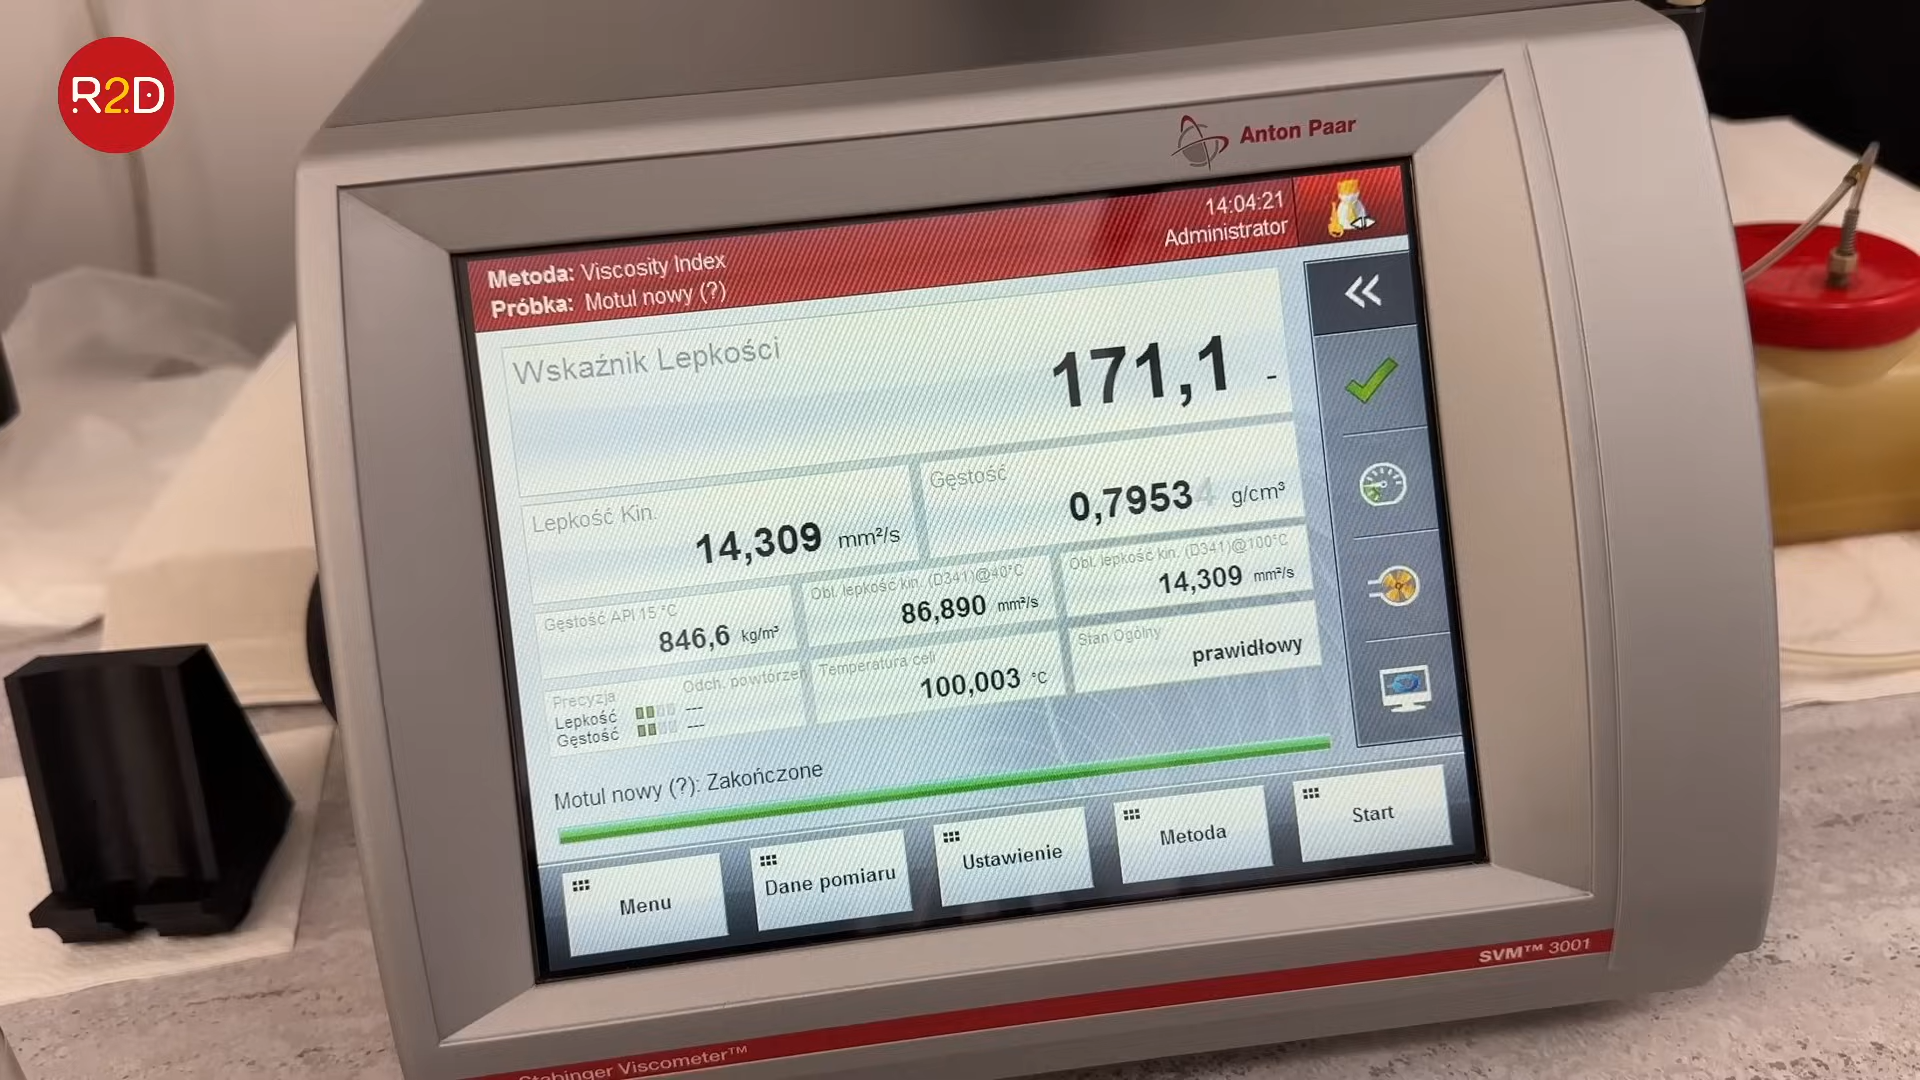 R2D
Anton Paar
14:04:21
Administrator
Metoda: Viscosity Index
Próbka: Motul nowy (?)
Wskaźnik Lepkości
171,1 -
Lepkość Kin.
14,309 mm²/s
Gęstość
0,79534 g/cm³
Gęstość API 15 °C
846,6 kg/m³
Obl. lepkość kin. (D341)@40°C
86,890 mm²/s
Obl. lepkość kin. (D341)@100°C
14,309 mm²/s
Precyzja Odch. powtórzeń
Lepkość ---
Gęstość ---
Temperatura celi
100,003 °C
Stan Ogólny
prawidłowy
Motul nowy (?): Zakończone
Menu
Dane pomiaru
Ustawienie
Metoda
Start
SVM™ 3001
Stabinger Viscometer™